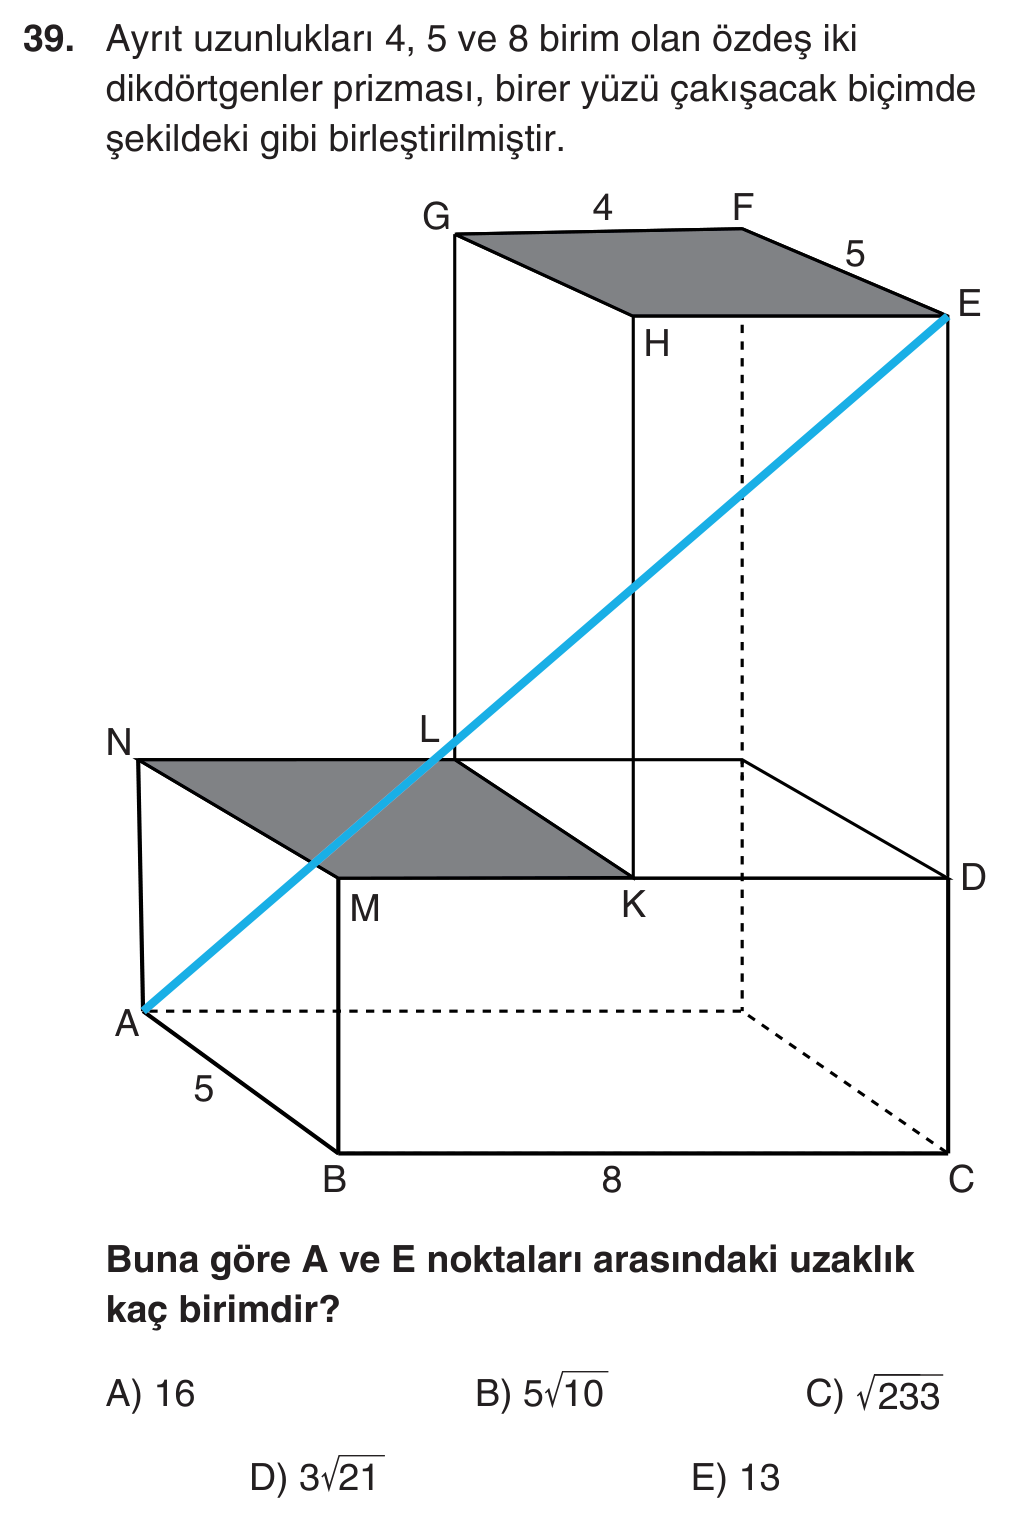 39. Ayrıt uzunlukları 4, 5 ve 8 birim olan özdeş iki
dikdörtgenler prizması, birer yüzü çakışacak biçimde
şekildeki gibi birleştirilmiştir.
G 4 F
5
E
H
N L
M K D
A
5
B 8 C
Buna göre A ve E noktaları arasındaki uzaklık
kaç birimdir?
A) 16 B) 5√10 C) √233
D) 3√21 E) 13